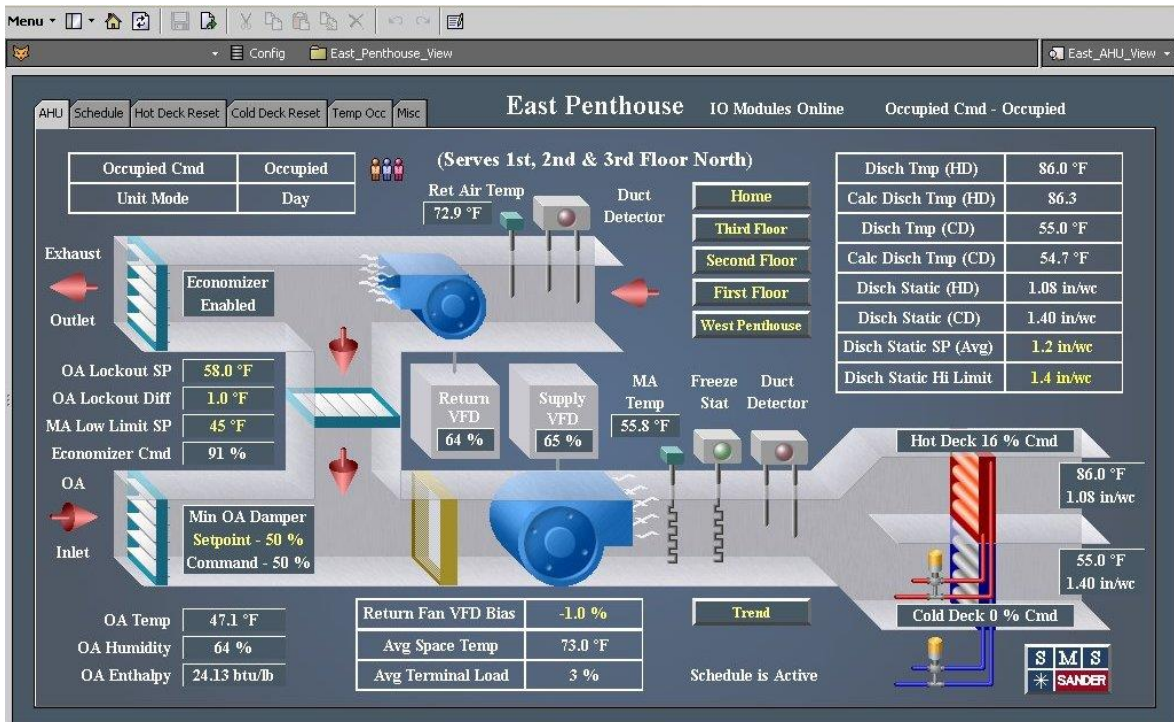 Menu
Config
East_Penthouse_View
East_AHU_View
AHU
Schedule
Hot Deck Reset
Cold Deck Reset
Temp Occ
Misc
East Penthouse
IO Modules Online
Occupied Cmd - Occupied
(Serves 1st, 2nd & 3rd Floor North)
Occupied Cmd Occupied
Unit Mode Day
Ret Air Temp
72.9 °F
Duct
Detector
Home
Third Floor
Second Floor
First Floor
West Penthouse
Disch Tmp (HD) 86.0 °F
Calc Disch Tmp (HD) 86.3
Disch Tmp (CD) 55.0 °F
Calc Disch Tmp (CD) 54.7 °F
Disch Static (HD) 1.08 in/wc
Disch Static (CD) 1.40 in/wc
Disch Static SP (Avg) 1.2 in/wc
Disch Static Hi Limit 1.4 in/wc
Exhaust
Outlet
Economizer
Enabled
OA Lockout SP 58.0 °F
OA Lockout Diff 1.0 °F
MA Low Limit SP 45 °F
Economizer Cmd 91 %
Return
VFD
64 %
Supply
VFD
65 %
MA
Temp
55.8 °F
Freeze
Stat
Duct
Detector
Hot Deck 16 % Cmd
86.0 °F
1.08 in/wc
OA
Inlet
Min OA Damper
Setpoint - 50 %
Command - 50 %
55.0 °F
1.40 in/wc
Cold Deck 0 % Cmd
OA Temp 47.1 °F
OA Humidity 64 %
OA Enthalpy 24.13 btu/lb
Return Fan VFD Bias -1.0 %
Avg Space Temp 73.0 °F
Avg Terminal Load 3 %
Trend
Schedule is Active
S M S
SANDER